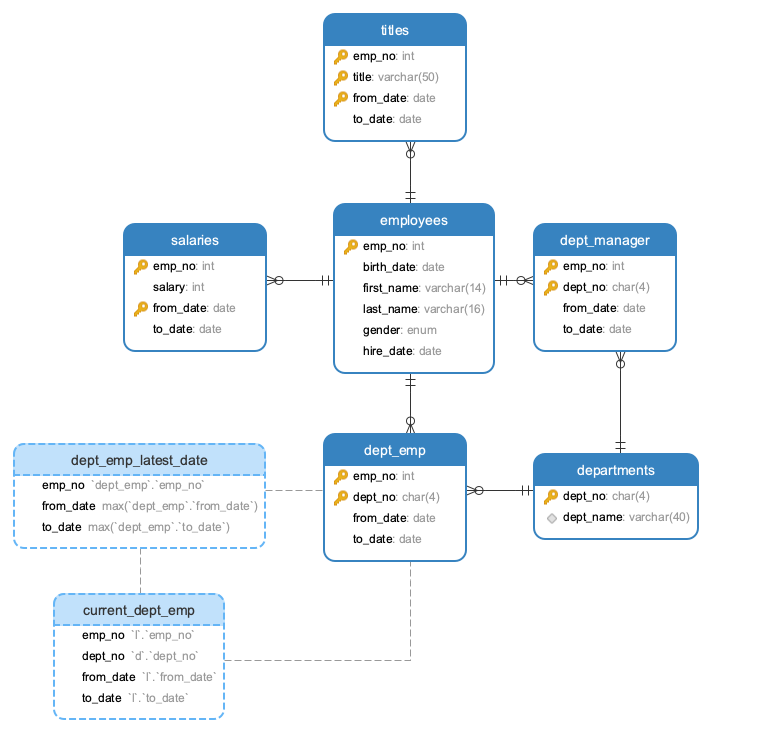 titles
emp_no: int
title: varchar(50)
from_date: date
to_date: date
salaries
emp_no: int
salary: int
from_date: date
to_date: date
employees
emp_no: int
birth_date: date
first_name: varchar(14)
last_name: varchar(16)
gender: enum
hire_date: date
dept_manager
emp_no: int
dept_no: char(4)
from_date: date
to_date: date
dept_emp_latest_date
emp_no `dept_emp`.`emp_no`
from_date max(`dept_emp`.`from_date`)
to_date max(`dept_emp`.`to_date`)
dept_emp
emp_no: int
dept_no: char(4)
from_date: date
to_date: date
departments
dept_no: char(4)
dept_name: varchar(40)
current_dept_emp
emp_no `l`.`emp_no`
dept_no `d`.`dept_no`
from_date `l`.`from_date`
to_date `l`.`to_date`